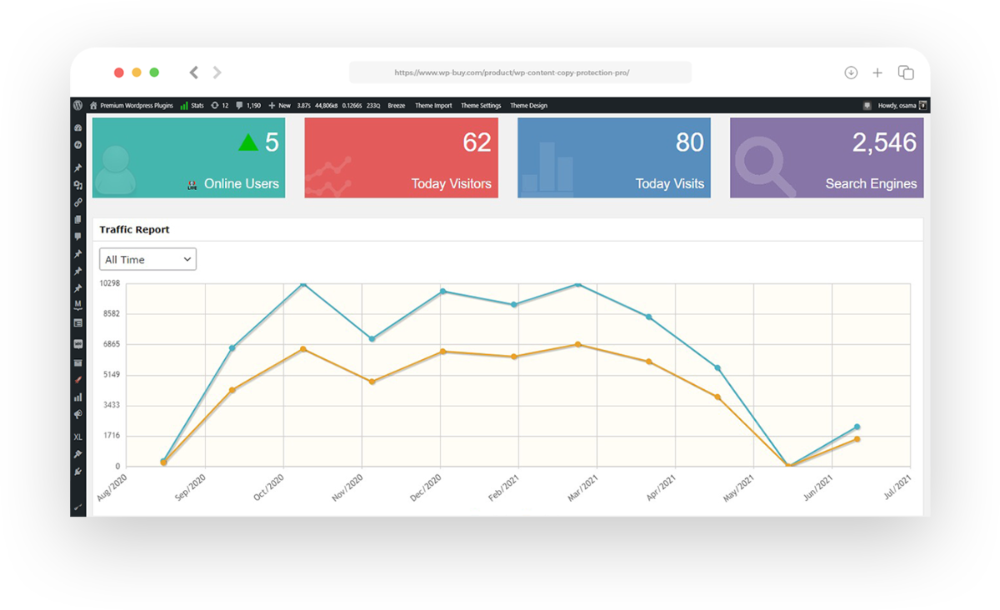 https://www.wp-buy.com/product/wp-content-copy-protection-pro/
Premium Wordpress Plugins Stats 12 1,190 New 3.87s 44,806kB 0.1266s 233Q Breeze Theme Import Theme Settings Theme Design Howdy, osama
5
LIVE Online Users
62
Today Visitors
80
Today Visits
2,546
Search Engines
Traffic Report
All Time
10298
8582
6865
5149
3433
1716
0
Aug/2020 Sep/2020 Oct/2020 Nov/2020 Dec/2020 Feb/2021 Mar/2021 Apr/2021 May/2021 Jun/2021 Jul/2021
M
XL